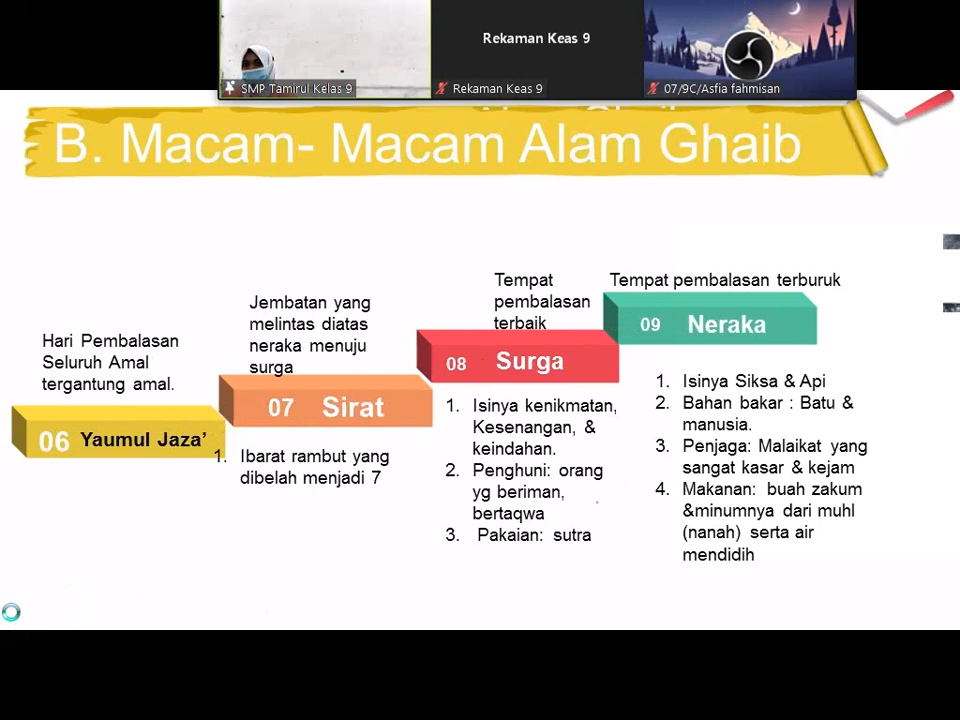 Rekaman Keas 9
SMP Tamirul Kelas 9
Rekaman Keas 9
07/9C/Asfia fahmisan
B. Macam- Macam Alam Ghaib
Hari Pembalasan
Seluruh Amal
tergantung amal.
06 Yaumul Jaza’
Jembatan yang
melintas diatas
neraka menuju
surga
07 Sirat
1. Ibarat rambut yang
dibelah menjadi 7
Tempat
pembalasan
terbaik
08 Surga
1. Isinya kenikmatan,
Kesenangan, &
keindahan.
2. Penghuni: orang
yg beriman,
bertaqwa
3. Pakaian: sutra
Tempat pembalasan terburuk
09 Neraka
1. Isinya Siksa & Api
2. Bahan bakar : Batu &
manusia.
3. Penjaga: Malaikat yang
sangat kasar & kejam
4. Makanan: buah zakum
&minumnya dari muhl
(nanah) serta air
mendidih